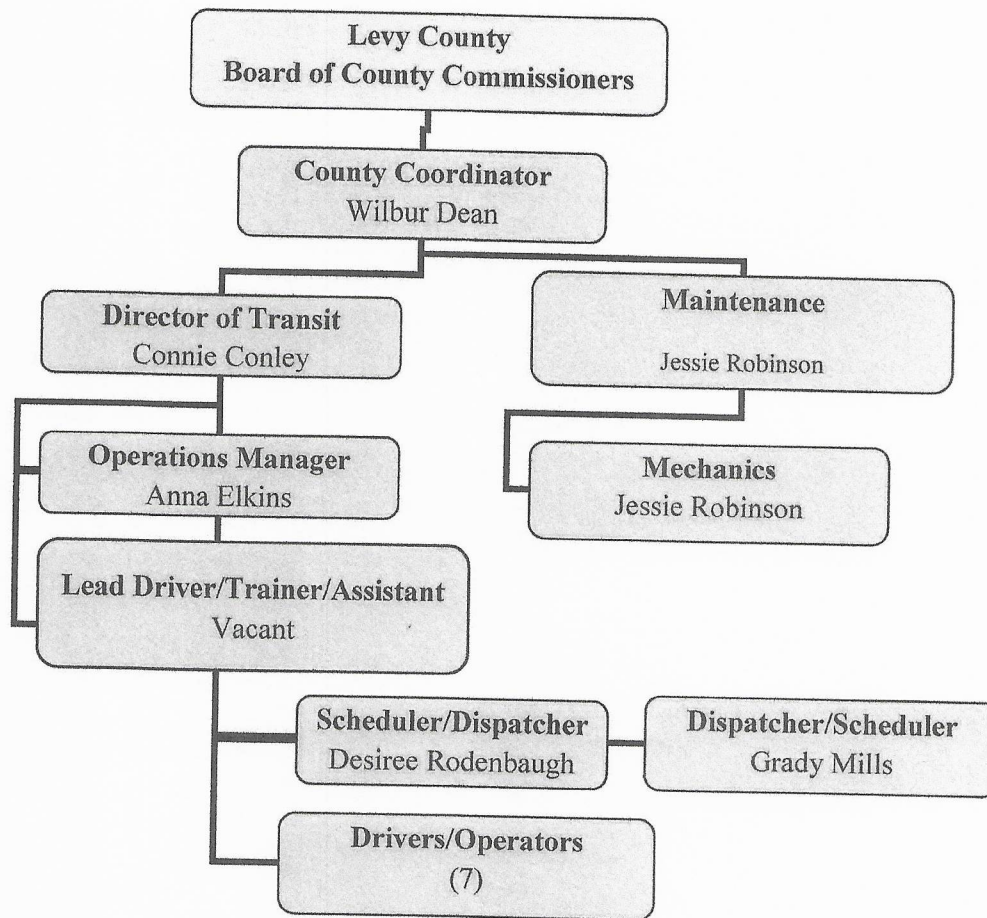 Levy County
Board of County Commissioners
County Coordinator
Wilbur Dean
Director of Transit
Connie Conley
Maintenance
Jessie Robinson
Operations Manager
Anna Elkins
Mechanics
Jessie Robinson
Lead Driver/Trainer/Assistant
Vacant
Scheduler/Dispatcher
Desiree Rodenbaugh
Dispatcher/Scheduler
Grady Mills
Drivers/Operators
(7)